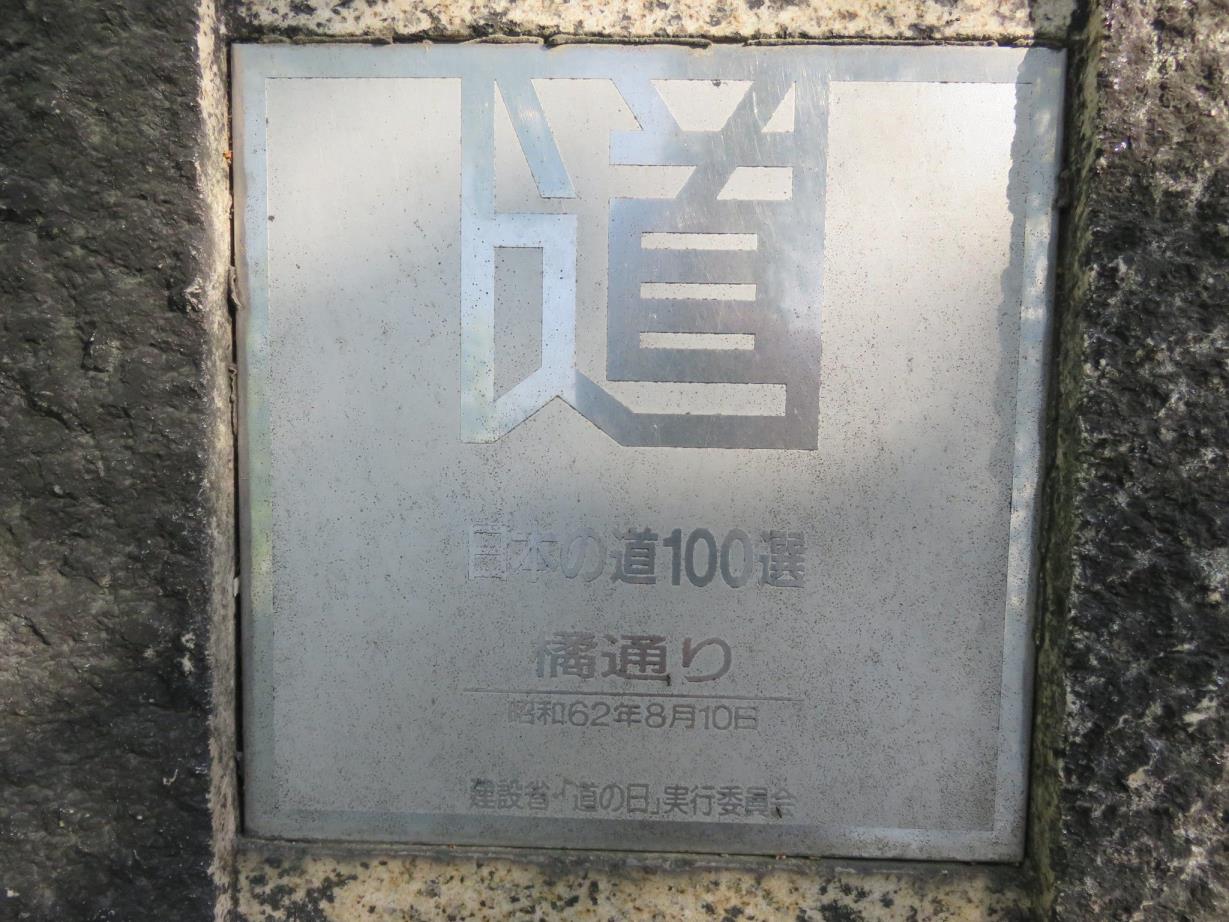 道
日本の道100選
橘通り
昭和62年8月10日
建設省・「道の日」実行委員会